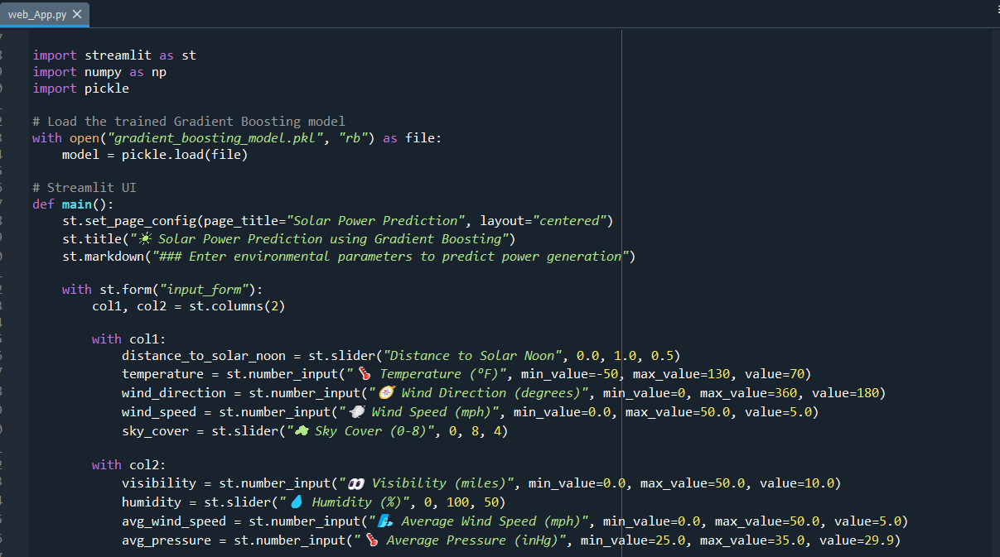 web_App.py
import streamlit as st
import numpy as np
import pickle
# Load the trained Gradient Boosting model
with open("gradient_boosting_model.pkl", "rb") as file:
    model = pickle.load(file)
# Streamlit UI
def main():
    st.set_page_config(page_title="Solar Power Prediction", layout="centered")
    st.title("☀️ Solar Power Prediction using Gradient Boosting")
    st.markdown("### Enter environmental parameters to predict power generation")
    with st.form("input_form"):
        col1, col2 = st.columns(2)
        with col1:
            distance_to_solar_noon = st.slider("Distance to Solar Noon", 0.0, 1.0, 0.5)
            temperature = st.number_input("🌡️ Temperature (°F)", min_value=-50, max_value=130, value=70)
            wind_direction = st.number_input("🧭 Wind Direction (degrees)", min_value=0, max_value=360, value=180)
            wind_speed = st.number_input("💨 Wind Speed (mph)", min_value=0.0, max_value=50.0, value=5.0)
            sky_cover = st.slider("☁️ Sky Cover (0-8)", 0, 8, 4)
        with col2:
            visibility = st.number_input("👀 Visibility (miles)", min_value=0.0, max_value=50.0, value=10.0)
            humidity = st.slider("💧 Humidity (%)", 0, 100, 50)
            avg_wind_speed = st.number_input("🌬️ Average Wind Speed (mph)", min_value=0.0, max_value=50.0, value=5.0)
            avg_pressure = st.number_input("🌡️ Average Pressure (inHg)", min_value=25.0, max_value=35.0, value=29.9)